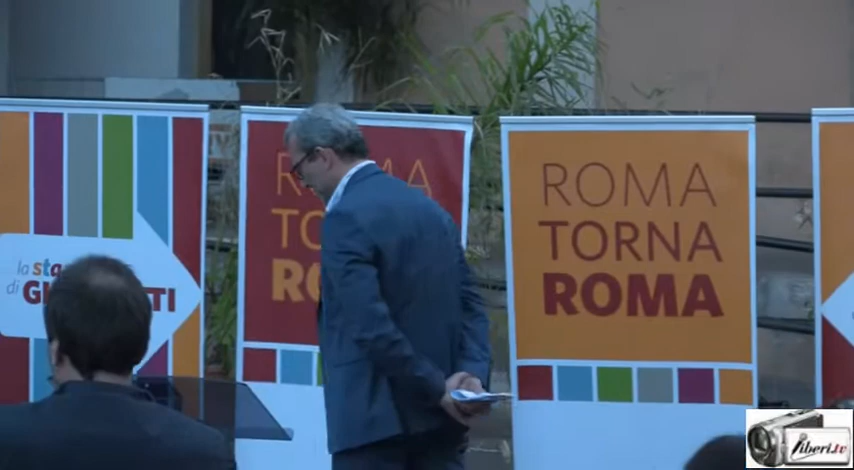 la sta
di GI TI
ROMA
TO
RO
ROMA
TORNA
ROMA
liberi.tv